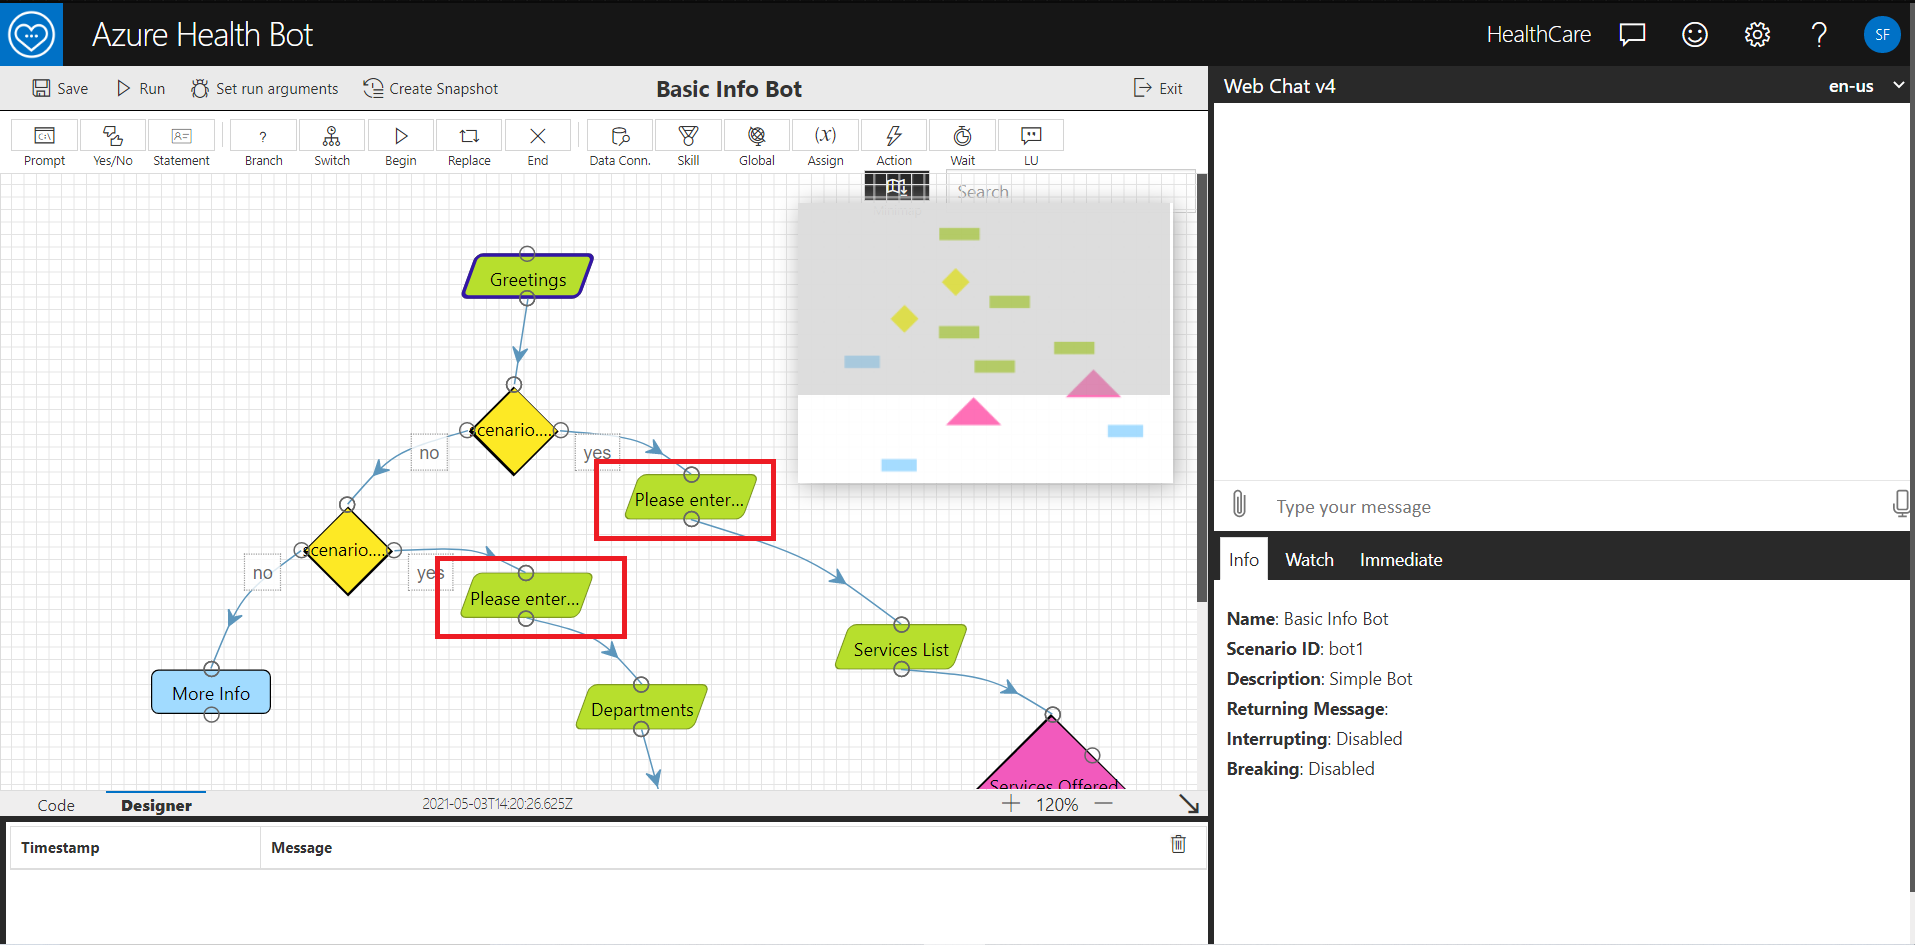 Azure Health Bot
HealthCare
SF
Save
Run
Set run arguments
Create Snapshot
Basic Info Bot
Exit
Web Chat v4
en-us
Prompt
Yes/No
Statement
?
Branch
Switch
Begin
Replace
End
Data Conn.
Skill
Global
(x)
Assign
Action
Wait
LU
Search
Greetings
cenario....
no
yes
Please enter...
cenario....
no
yes
Please enter...
More Info
Departments
Services List
Services Offered
Type your message
Info
Watch
Immediate
Name: Basic Info Bot
Scenario ID: bot1
Description: Simple Bot
Returning Message:
Interrupting: Disabled
Breaking: Disabled
Code
Designer
2021-05-03T14:20:26.625Z
120%
Timestamp
Message